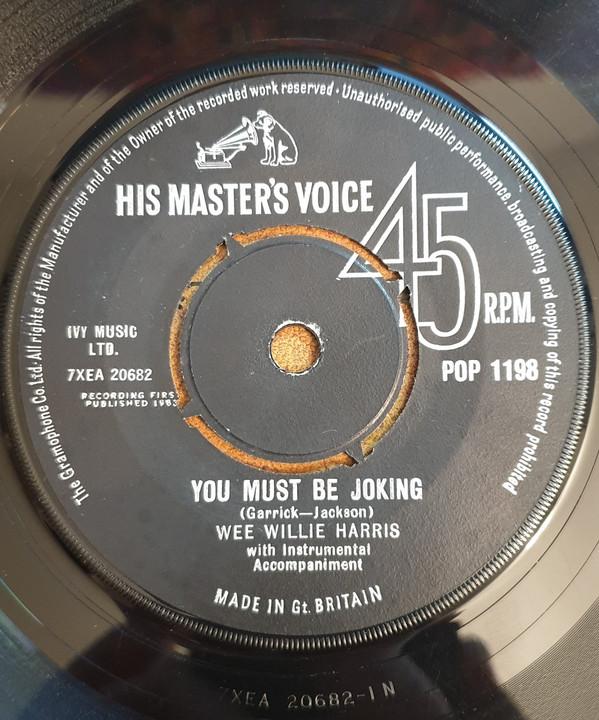 The Gramophone Co. Ltd · All rights of the Manufacturer and of the Owner of the recorded work reserved · Unauthorised public performance, broadcasting and copying of this record prohibited
HIS MASTER'S VOICE
45
R.P.M.
IVY MUSIC
LTD.
7XEA 20682
RECORDING FIRST
PUBLISHED 1963
POP 1198
YOU MUST BE JOKING
(Garrick—Jackson)
WEE WILLIE HARRIS
with Instrumental
Accompaniment
MADE IN Gt. BRITAIN
7XEA 20682-1N